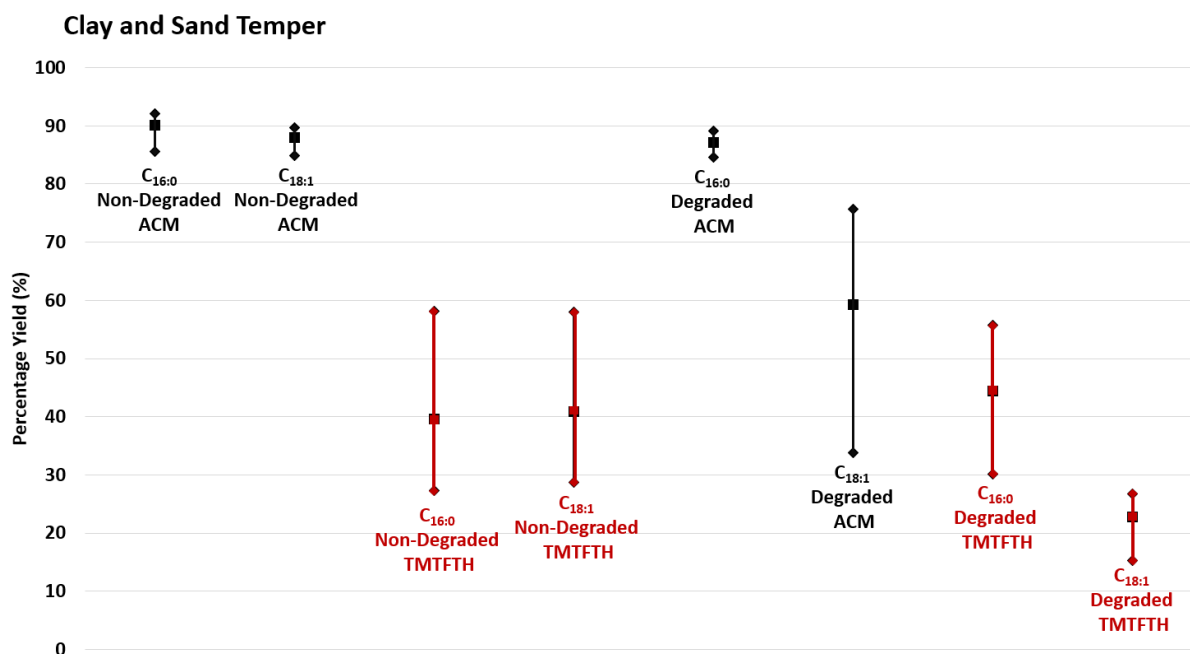 Clay and Sand Temper
Percentage Yield (%)
100
90
80
70
60
50
40
30
20
10
0
C16:0
Non-Degraded
ACM
C18:1
Non-Degraded
ACM
C16:0
Non-Degraded
TMTFTH
C18:1
Non-Degraded
TMTFTH
C16:0
Degraded
ACM
C18:1
Degraded
ACM
C16:0
Degraded
TMTFTH
C18:1
Degraded
TMTFTH